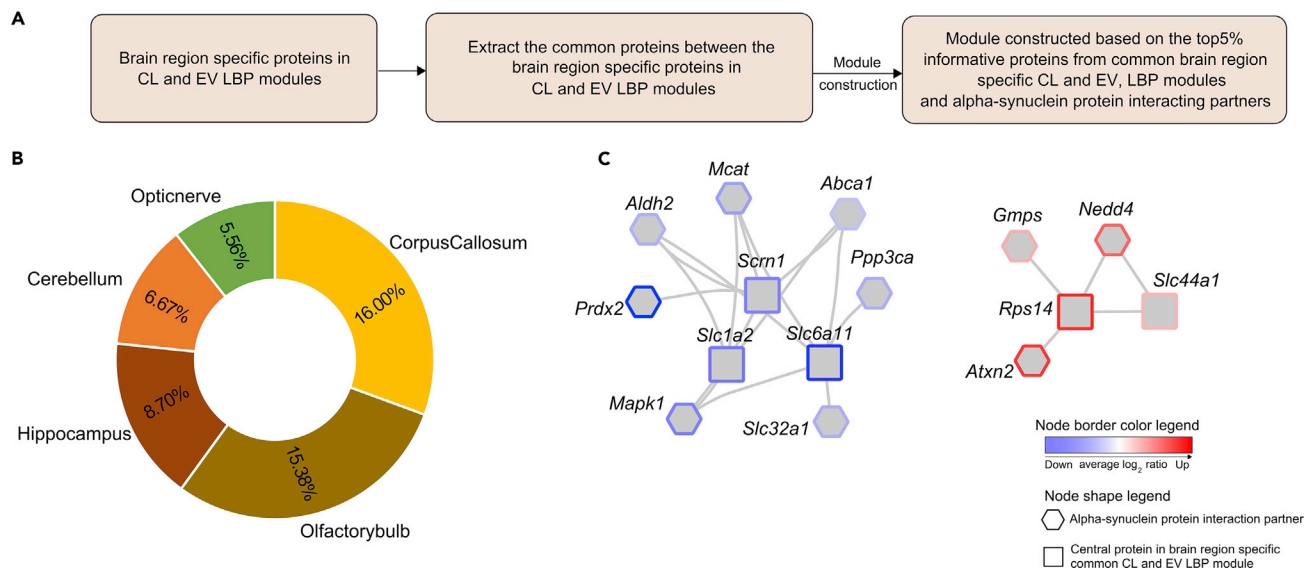 A
Brain region specific proteins in
CL and EV LBP modules
Extract the common proteins between the
brain region specific proteins in
CL and EV LBP modules
Module
construction
Module constructed based on the top5%
informative proteins from common brain region
specific CL and EV, LBP modules
and alpha-synuclein protein interacting partners
B
Opticnerve
5.56%
CorpusCallosum
16.00%
Cerebellum
6.67%
Hippocampus
8.70%
15.38%
Olfactorybulb
C
Mcat
Abca1
Aldh2
Scrn1
Ppp3ca
Prdx2
Slc1a2
Slc6a11
Mapk1
Slc32a1
Gmps
Nedd4
Slc44a1
Rps14
Atxn2
Node border color legend
Down average log2 ratio Up
Node shape legend
Alpha-synuclein protein interaction partner
Central protein in brain region specific
common CL and EV LBP module